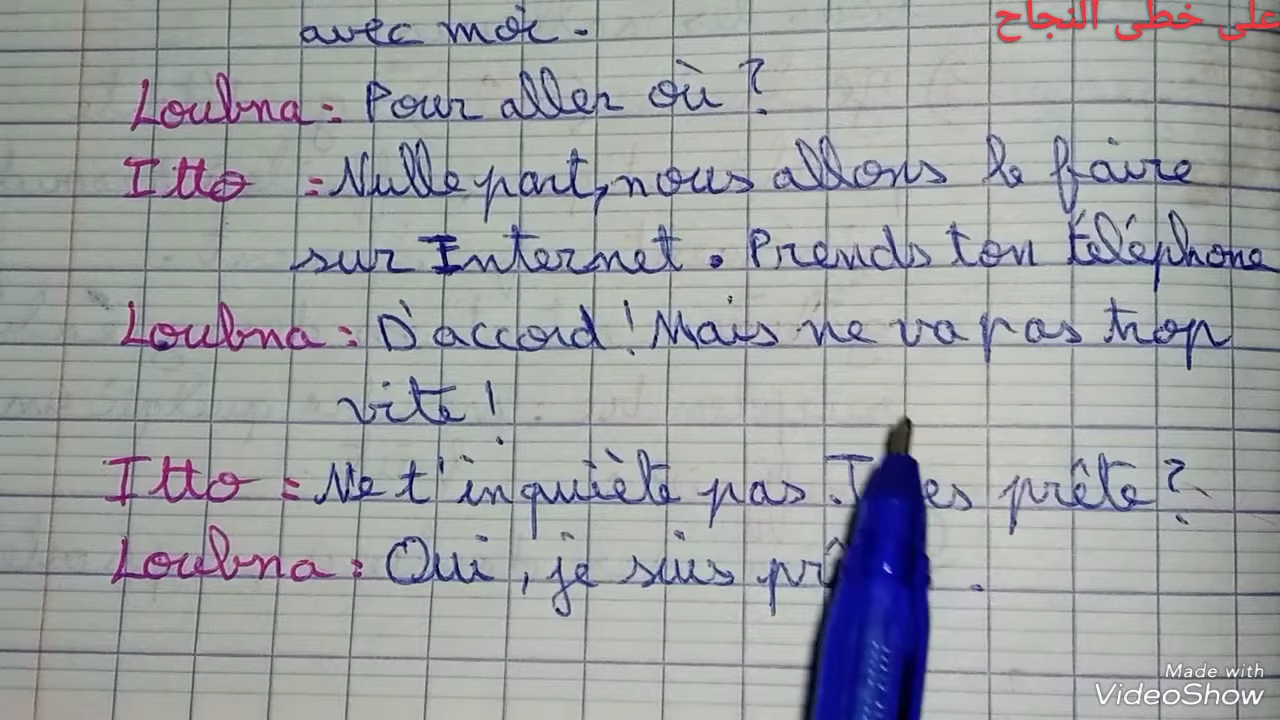 على خطى النجاح
avec moi.
Loubna: Pour aller où ?
Itto : Nulle part, nous allons le faire
sur Internet. Prends ton téléphone
Loubna: D'accord ! Mais ne va pas trop
vite !
Itto : Ne t'inquiète pas. es prête ?
Loubna: Oui, je suis
Made with
VideoShow